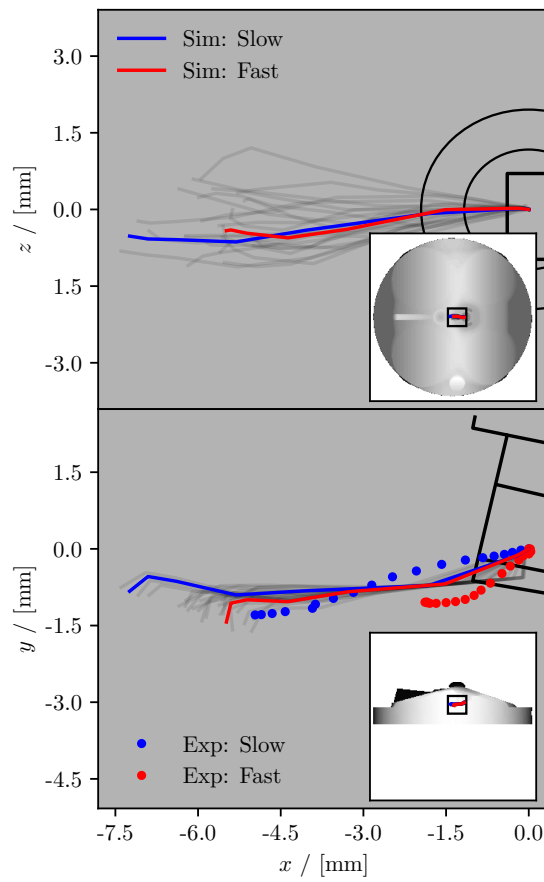 Sim: Slow
Sim: Fast
3.0
1.5
0.0
1.5
-3.0
z / [mm]
1.5
0.0
-1.5
-3.0
-4.5
y / [mm]
Exp: Slow
Exp: Fast
-7.5 -6.0 -4.5 -3.0 -1.5 0.0
x / [mm]